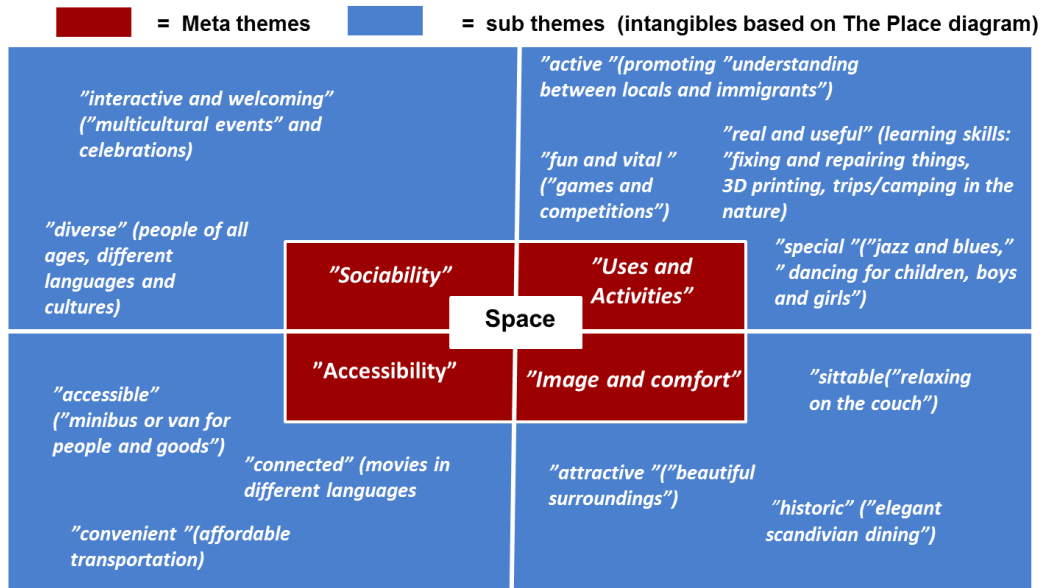 = Meta themes
= sub themes (intangibles based on The Place diagram)
”interactive and welcoming”
(”multicultural events” and
celebrations)
”diverse” (people of all
ages, different
languages and
cultures)
”active ”(promoting ”understanding
between locals and immigrants”)
”fun and vital ”
(”games and
competitions”)
”real and useful” (learning skills:
”fixing and repairing things,
3D printing, trips/camping in the
nature)
”special ”(”jazz and blues,”
” dancing for children, boys
and girls”)
”Sociability”
”Uses and
Activities”
Space
”Accessibility”
”Image and comfort”
”accessible”
(”minibus or van for
people and goods”)
”connected” (movies in
different languages
”convenient ”(affordable
transportation)
”sittable(”relaxing
on the couch”)
”attractive ”(”beautiful
surroundings”)
”historic” (”elegant
scandivian dining”)